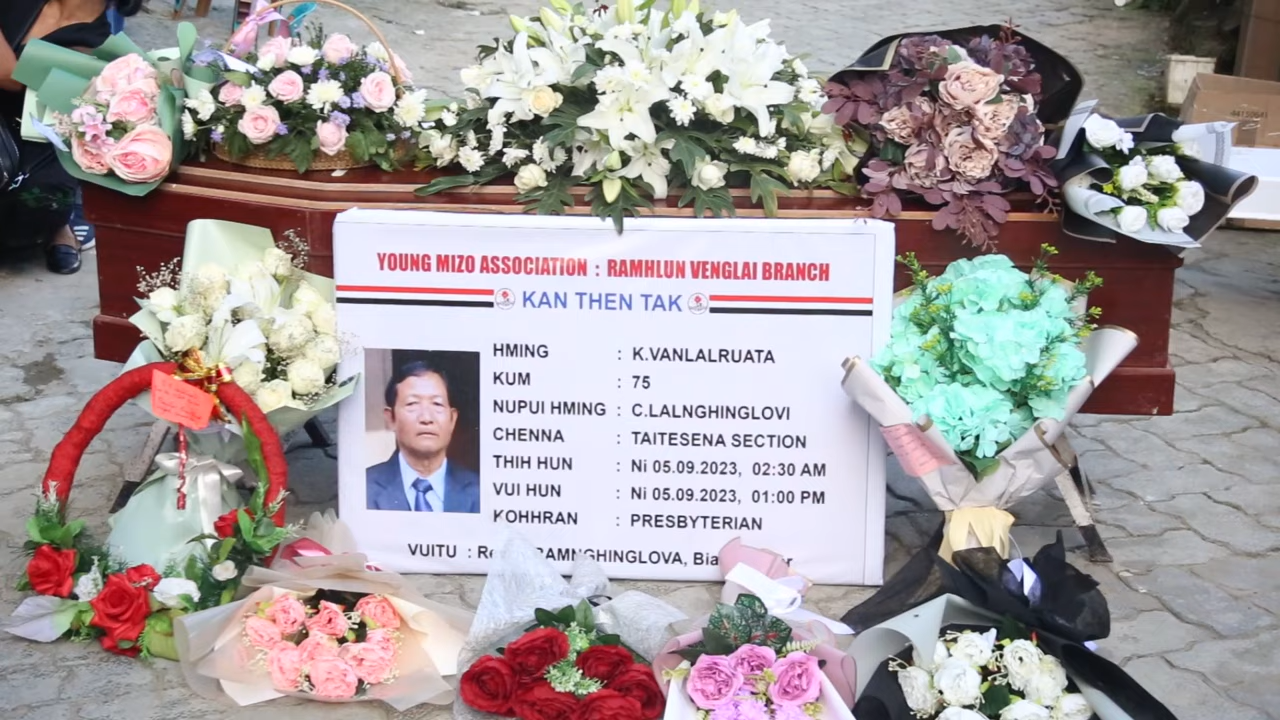 YOUNG MIZO ASSOCIATION : RAMHLUN VENGLAI BRANCH
KAN THEN TAK
HMING : K.VANLALRUATA
KUM : 75
NUPUI HMING : C.LALNGHINGLOVI
CHENNA : TAITESENA SECTION
THIH HUN : Ni 05.09.2023, 02:30 AM
VUI HUN : Ni 05.09.2023, 01:00 PM
KOHHRAN : PRESBYTERIAN
VUITU :